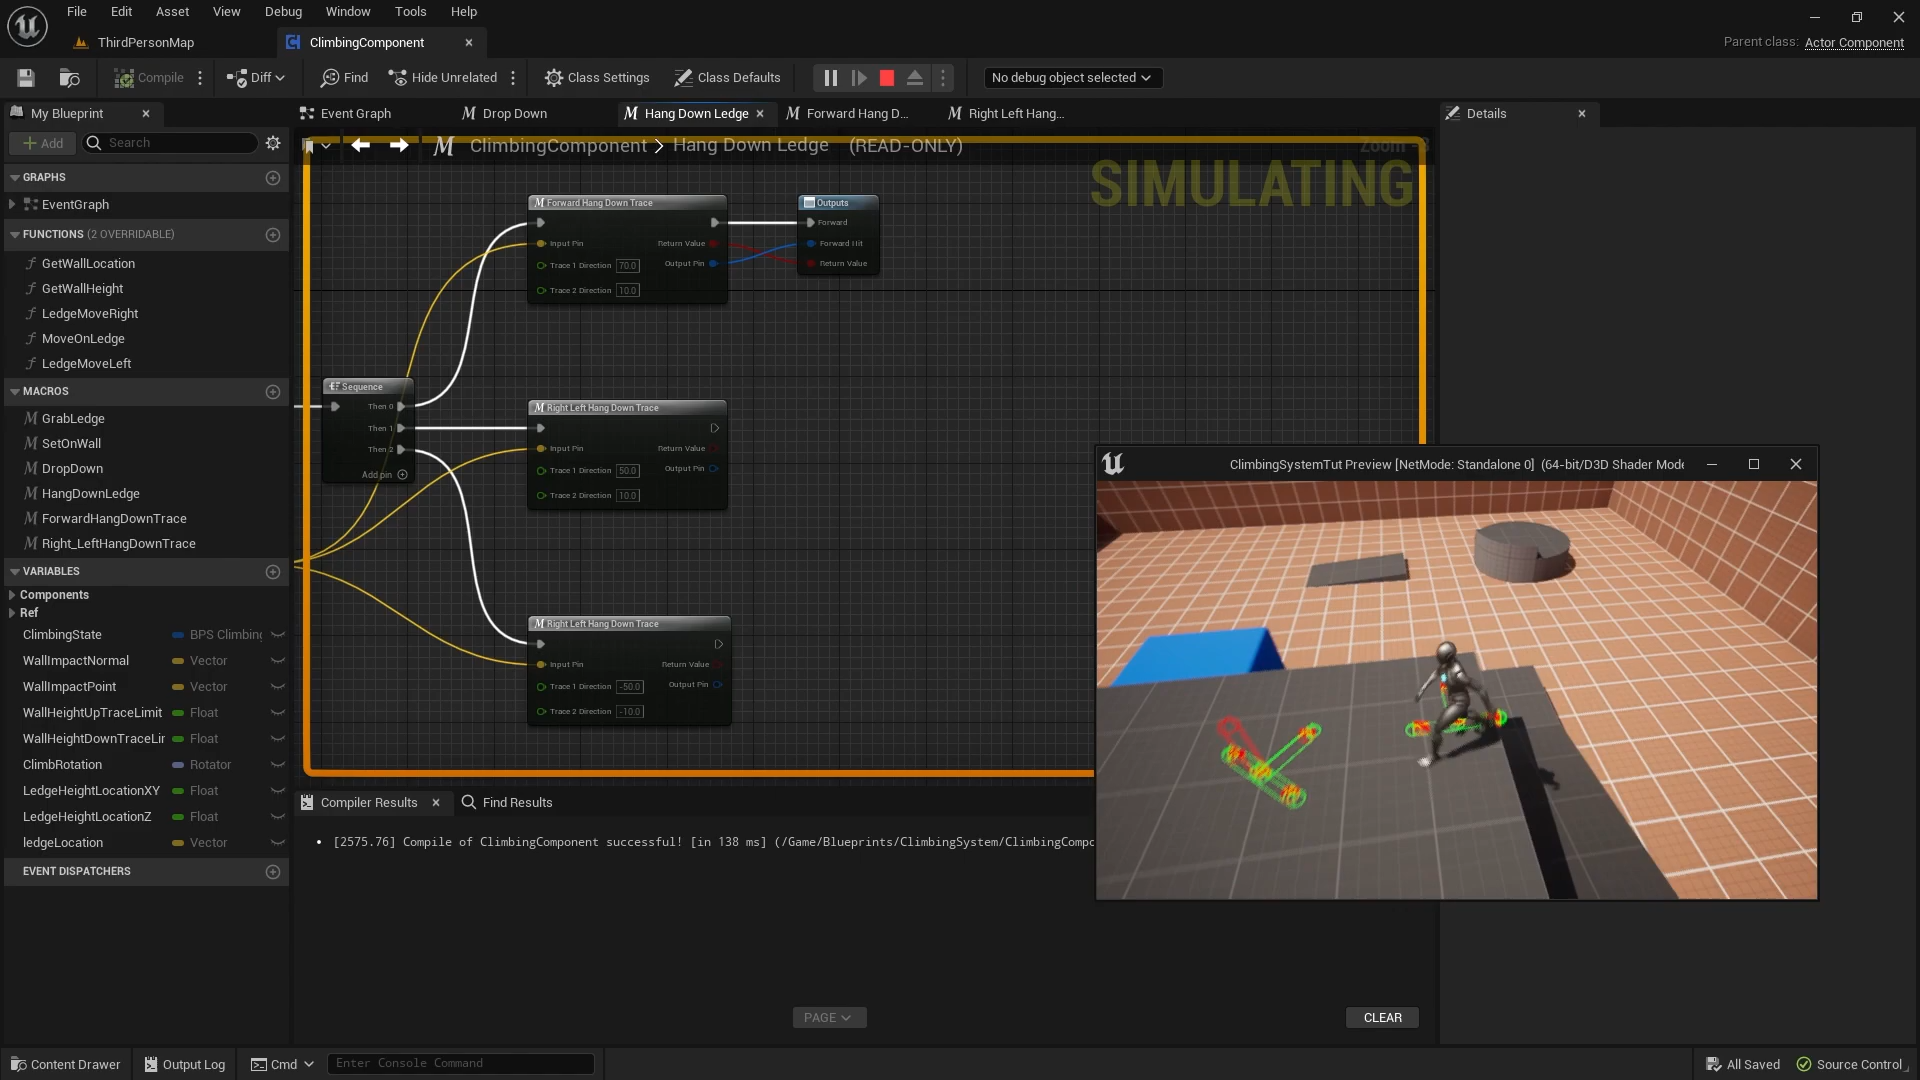 File Edit Asset View Debug Window Tools Help
ThirdPersonMap
ClimbingComponent
Parent class: Actor Component
Compile
Diff
Find
Hide Unrelated
Class Settings
Class Defaults
No debug object selected
My Blueprint
Event Graph
Drop Down
Hang Down Ledge
Forward Hang D...
Right Left Hang...
Details
Add
Search
ClimbingComponent > Hang Down Ledge (READ-ONLY)
SIMULATING
GRAPHS
EventGraph
FUNCTIONS (2 OVERRIDABLE)
GetWallLocation
GetWallHeight
LedgeMoveRight
MoveOnLedge
LedgeMoveLeft
MACROS
GrabLedge
SetOnWall
DropDown
HangDownLedge
ForwardHangDownTrace
Right_LeftHangDownTrace
VARIABLES
Components
Ref
ClimbingState BPS Climbing
WallImpactNormal Vector
WallImpactPoint Vector
WallHeightUpTraceLimit Float
WallHeightDownTraceLi Float
ClimbRotation Rotator
LedgeHeightLocationXY Float
LedgeHeightLocationZ Float
ledgeLocation Vector
EVENT DISPATCHERS
Forward Hang Down Trace
Input Pin Return Value
Trace 1 Direction 70.0 Output Pin
Trace 2 Direction 10.0
Outputs
Forward
Forward Hit
Return Value
Sequence
Then 0
Then 1
Then 2
Add pin
Right Left Hang Down Trace
Input Pin Return Value
Trace 1 Direction 50.0 Output Pin
Trace 2 Direction 10.0
Right Left Hang Down Trace
Input Pin Return Value
Trace 1 Direction -50.0 Output Pin
Trace 2 Direction -10.0
ClimbingSystemTut Preview [NetMode: Standalone 0] (64-bit/D3D Shader Mode
Compiler Results
Find Results
[2575.76] Compile of ClimbingComponent successful! [in 138 ms] (/Game/Blueprints/ClimbingSystem/ClimbingCompo
PAGE
CLEAR
Content Drawer
Output Log
Cmd
Enter Console Command
All Saved
Source Control